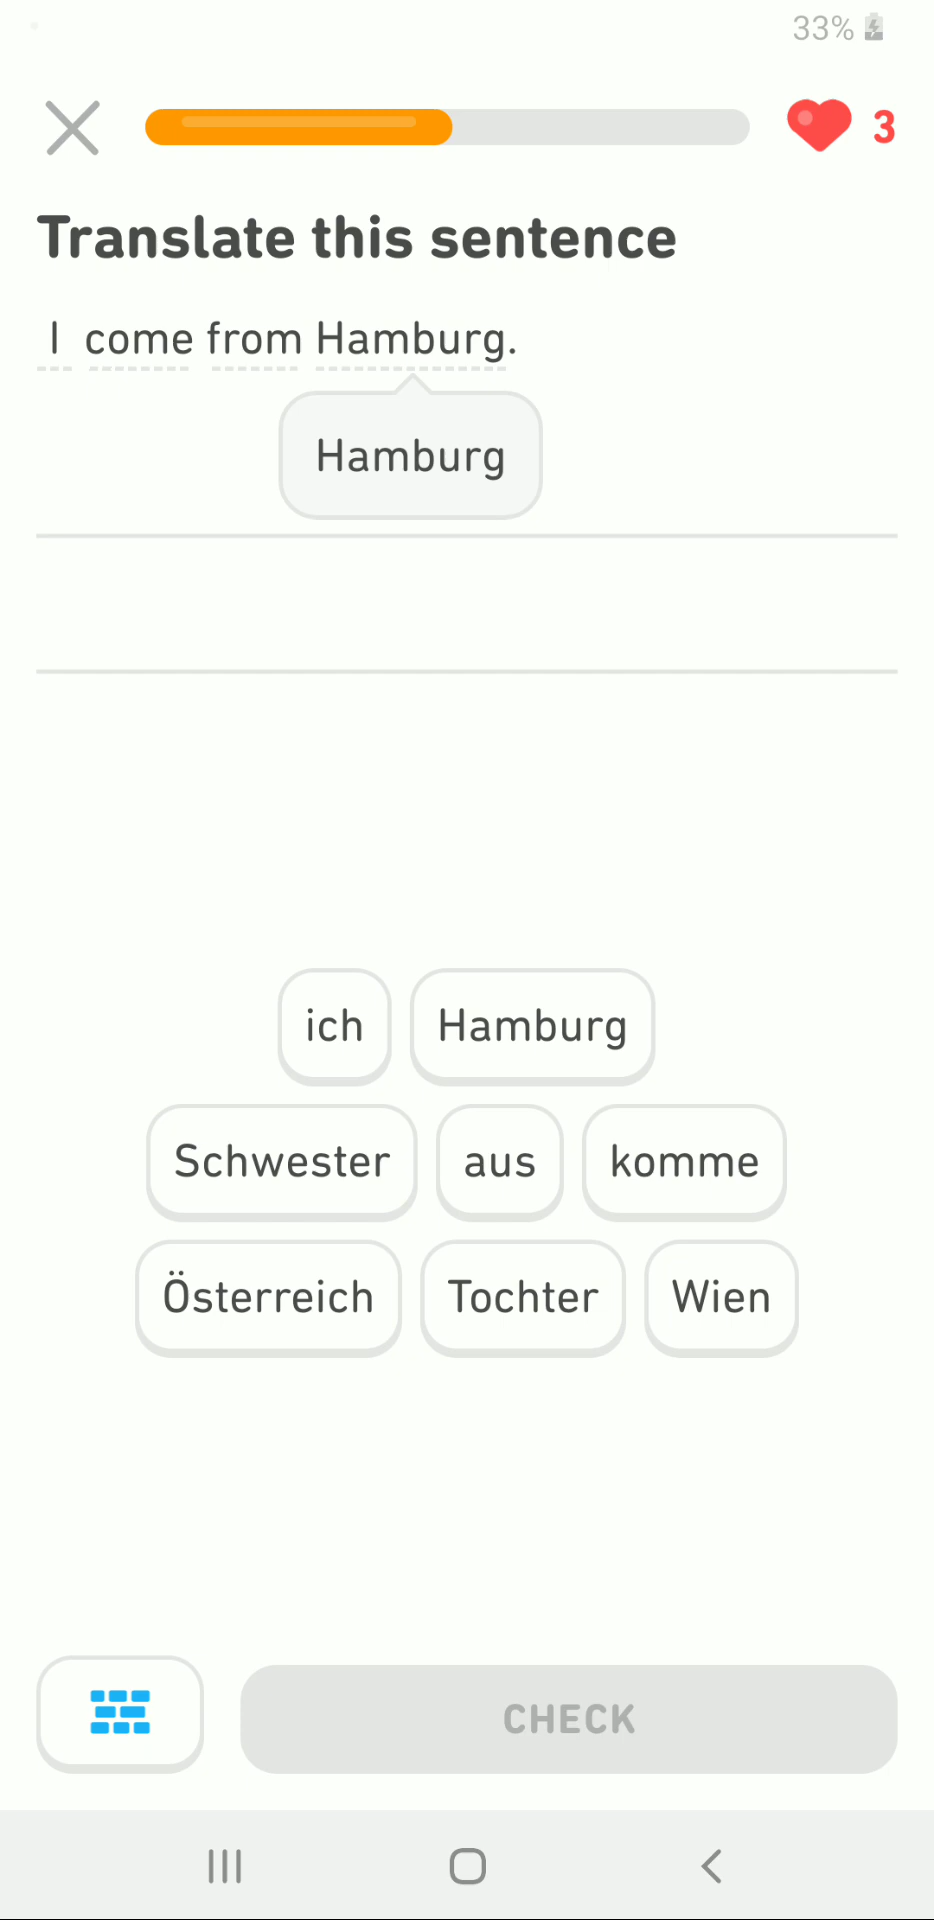 33%
3
Translate this sentence
I come from Hamburg.
Hamburg
ich Hamburg
Schwester aus komme
Österreich Tochter Wien
CHECK